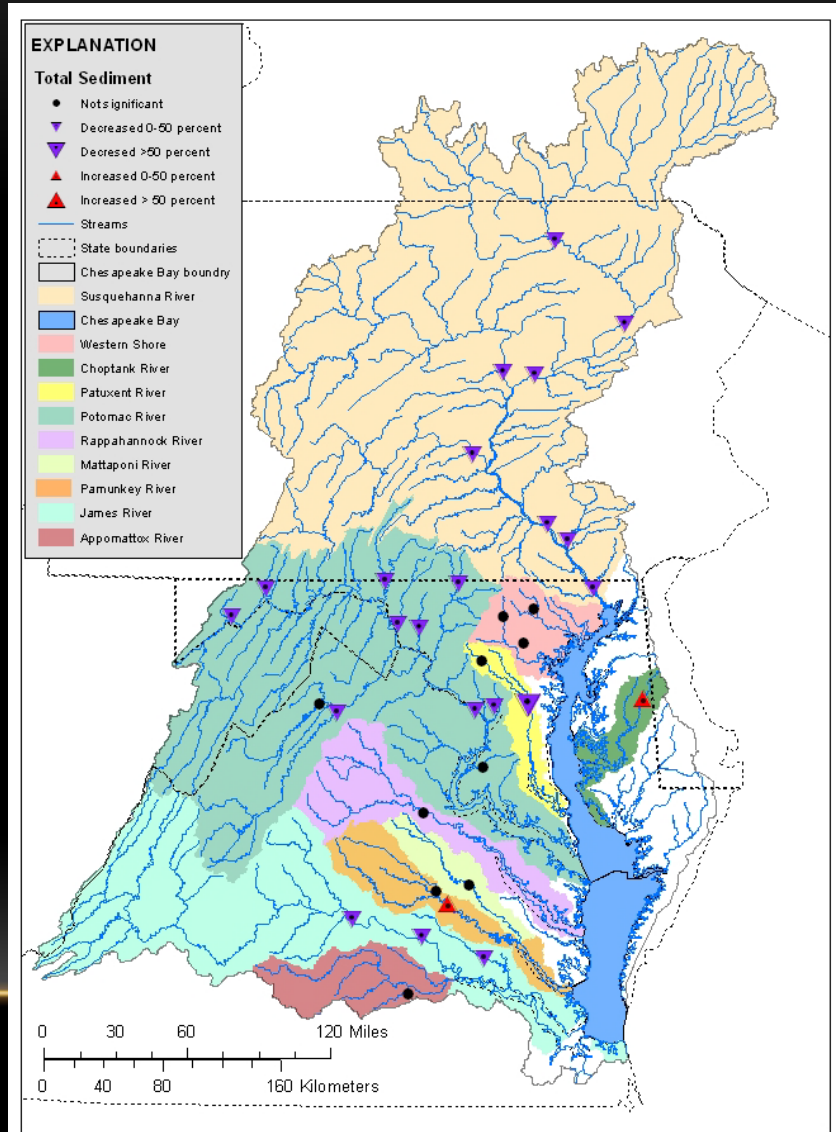 EXPLANATION
Total Sediment
Not significant
Decreased 0-50 percent
Decresed >50 percent
Increased 0-50 percent
Increased > 50 percent
Streams
State boundaries
Chesapeake Bay boundry
Susquehanna River
Chesapeake Bay
Western Shore
Choptank River
Patuxent River
Potomac River
Rappahannock River
Mattaponi River
Pamunkey River
James River
Appomattox River
0 30 60 120 Miles
0 40 80 160 Kilometers